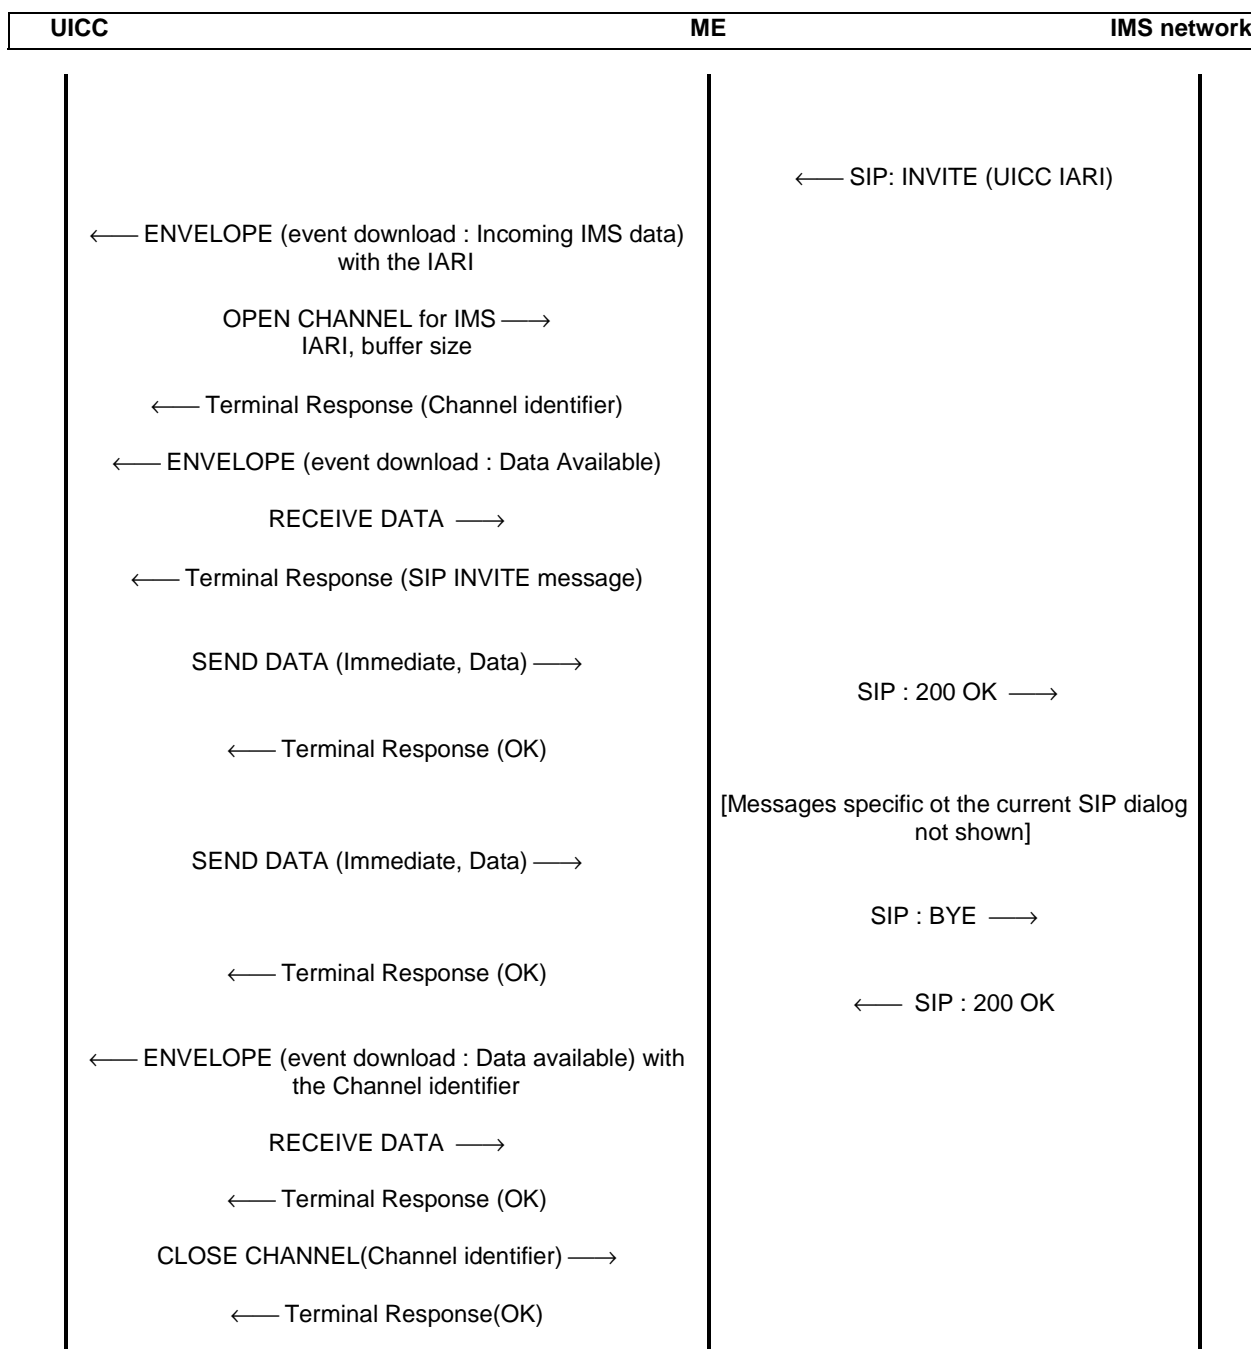 UICC ME IMS network
←—— SIP: INVITE (UICC IARI)
←—— ENVELOPE (event download : Incoming IMS data)
with the IARI
OPEN CHANNEL for IMS ——→
IARI, buffer size
←—— Terminal Response (Channel identifier)
←—— ENVELOPE (event download : Data Available)
RECEIVE DATA ——→
←—— Terminal Response (SIP INVITE message)
SEND DATA (Immediate, Data) ——→
SIP : 200 OK ——→
←—— Terminal Response (OK)
[Messages specific ot the current SIP dialog
not shown]
SEND DATA (Immediate, Data) ——→
SIP : BYE ——→
←—— Terminal Response (OK)
←—— SIP : 200 OK
←—— ENVELOPE (event download : Data available) with
the Channel identifier
RECEIVE DATA ——→
←—— Terminal Response (OK)
CLOSE CHANNEL(Channel identifier) ——→
←—— Terminal Response(OK)